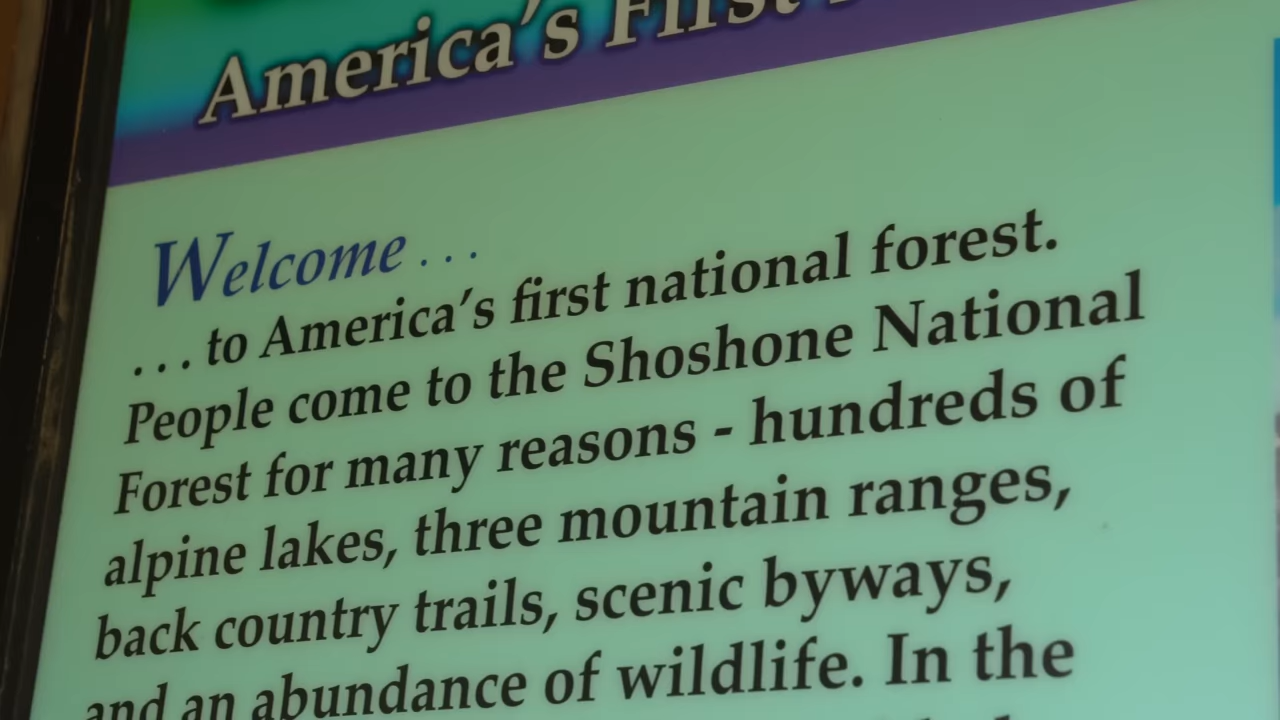 America's First
Welcome...
...to America's first national forest.
People come to the Shoshone National
Forest for many reasons - hundreds of
alpine lakes, three mountain ranges,
back country trails, scenic byways,
and an abundance of wildlife. In the